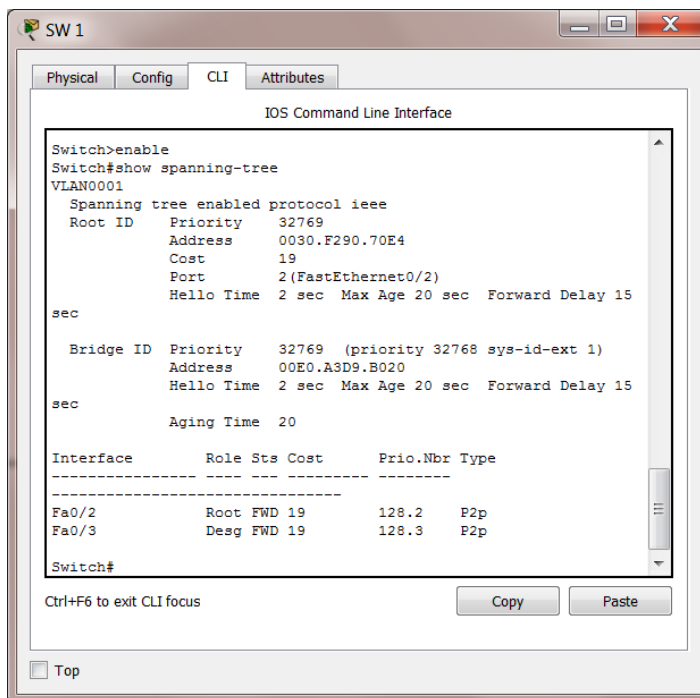 SW 1
Physical Config CLI Attributes
IOS Command Line Interface
Switch>enable
Switch#show spanning-tree
VLAN0001
  Spanning tree enabled protocol ieee
  Root ID    Priority    32769
             Address     0030.F290.70E4
             Cost        19
             Port        2(FastEthernet0/2)
             Hello Time  2 sec  Max Age 20 sec  Forward Delay 15
sec

  Bridge ID  Priority    32769  (priority 32768 sys-id-ext 1)
             Address     00E0.A3D9.B020
             Hello Time  2 sec  Max Age 20 sec  Forward Delay 15
sec
             Aging Time  20

Interface        Role Sts Cost      Prio.Nbr Type
---------------- ---- --- --------- --------
--------------------------------
Fa0/2            Root FWD 19        128.2    P2p
Fa0/3            Desg FWD 19        128.3    P2p

Switch#
Ctrl+F6 to exit CLI focus
Copy Paste
Top